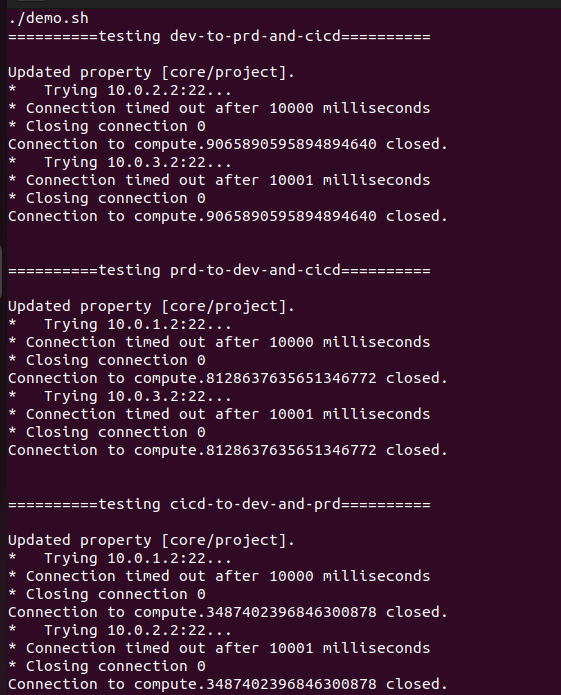 ./demo.sh
==========testing dev-to-prd-and-cicd==========
Updated property [core/project].
*   Trying 10.0.2.2:22...
* Connection timed out after 10000 milliseconds
* Closing connection 0
Connection to compute.9065890595894894640 closed.
*   Trying 10.0.3.2:22...
* Connection timed out after 10001 milliseconds
* Closing connection 0
Connection to compute.9065890595894894640 closed.
==========testing prd-to-dev-and-cicd==========
Updated property [core/project].
*   Trying 10.0.1.2:22...
* Connection timed out after 10000 milliseconds
* Closing connection 0
Connection to compute.8128637635651346772 closed.
*   Trying 10.0.3.2:22...
* Connection timed out after 10001 milliseconds
* Closing connection 0
Connection to compute.8128637635651346772 closed.
==========testing cicd-to-dev-and-prd==========
Updated property [core/project].
*   Trying 10.0.1.2:22...
* Connection timed out after 10000 milliseconds
* Closing connection 0
Connection to compute.3487402396846300878 closed.
*   Trying 10.0.2.2:22...
* Connection timed out after 10001 milliseconds
* Closing connection 0
Connection to compute.3487402396846300878 closed.